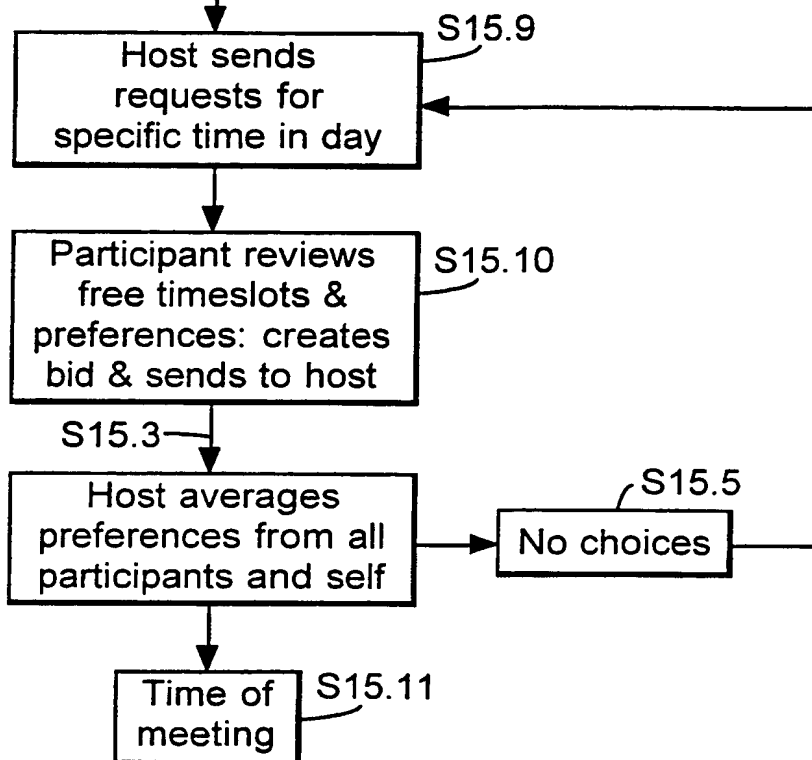 S15.9
Host sends
requests for
specific time in day
Participant reviews
free timeslots &
preferences: creates
bid & sends to host
S15.10
S15.3
Host averages
preferences from all
participants and self
S15.5
No choices
Time of
meeting
S15.11